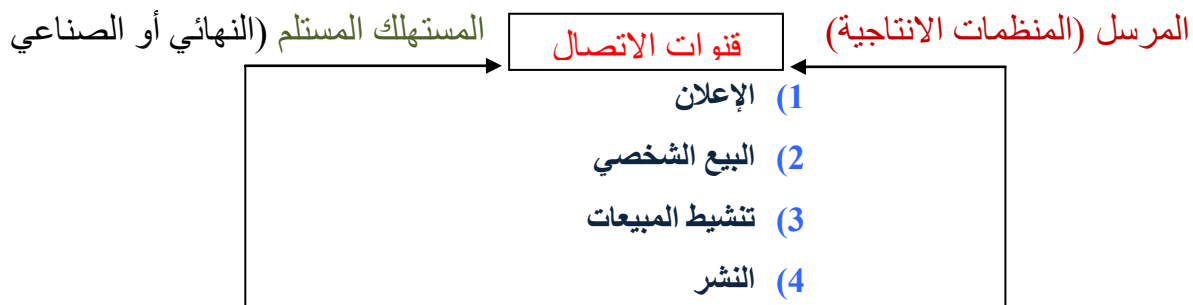 المرسل (المنظمات الانتاجية)
قنوات الاتصال
المستهلك المستلم (النهائي أو الصناعي
1) الإعلان
2) البيع الشخصي
3) تنشيط المبيعات
4) النشر